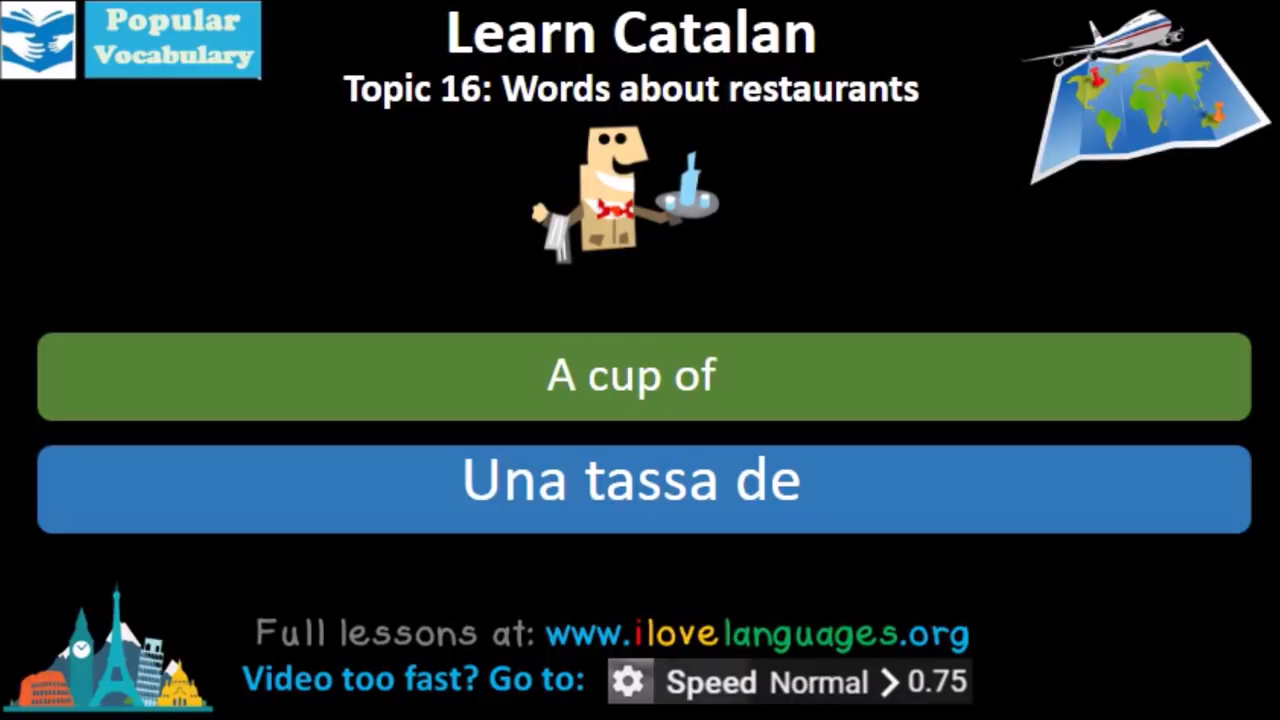 Popular
Vocabulary
Learn Catalan
Topic 16: Words about restaurants
A cup of
Una tassa de
Full lessons at: www.ilovelanguages.org
Video too fast? Go to: Speed Normal > 0.75